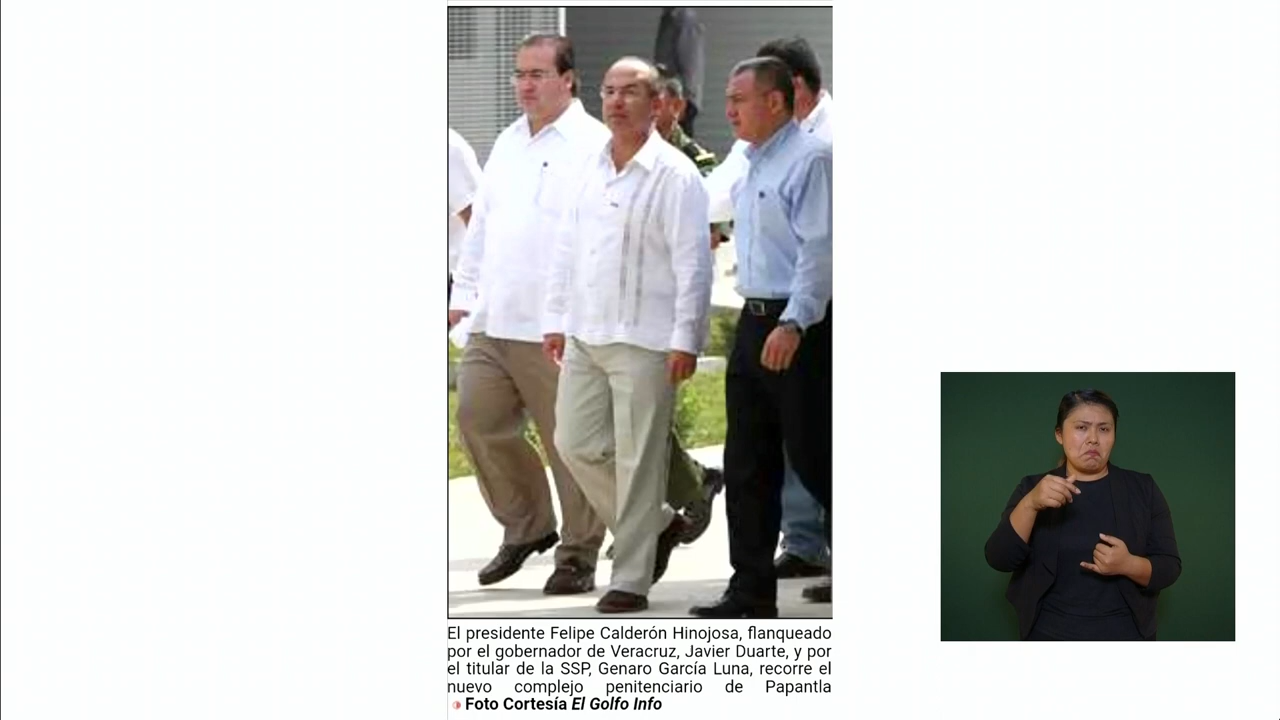 El presidente Felipe Calderón Hinojosa, flanqueado
por el gobernador de Veracruz, Javier Duarte, y por
el titular de la SSP, Genaro García Luna, recorre el
nuevo complejo penitenciario de Papantla
Foto Cortesía El Golfo Info